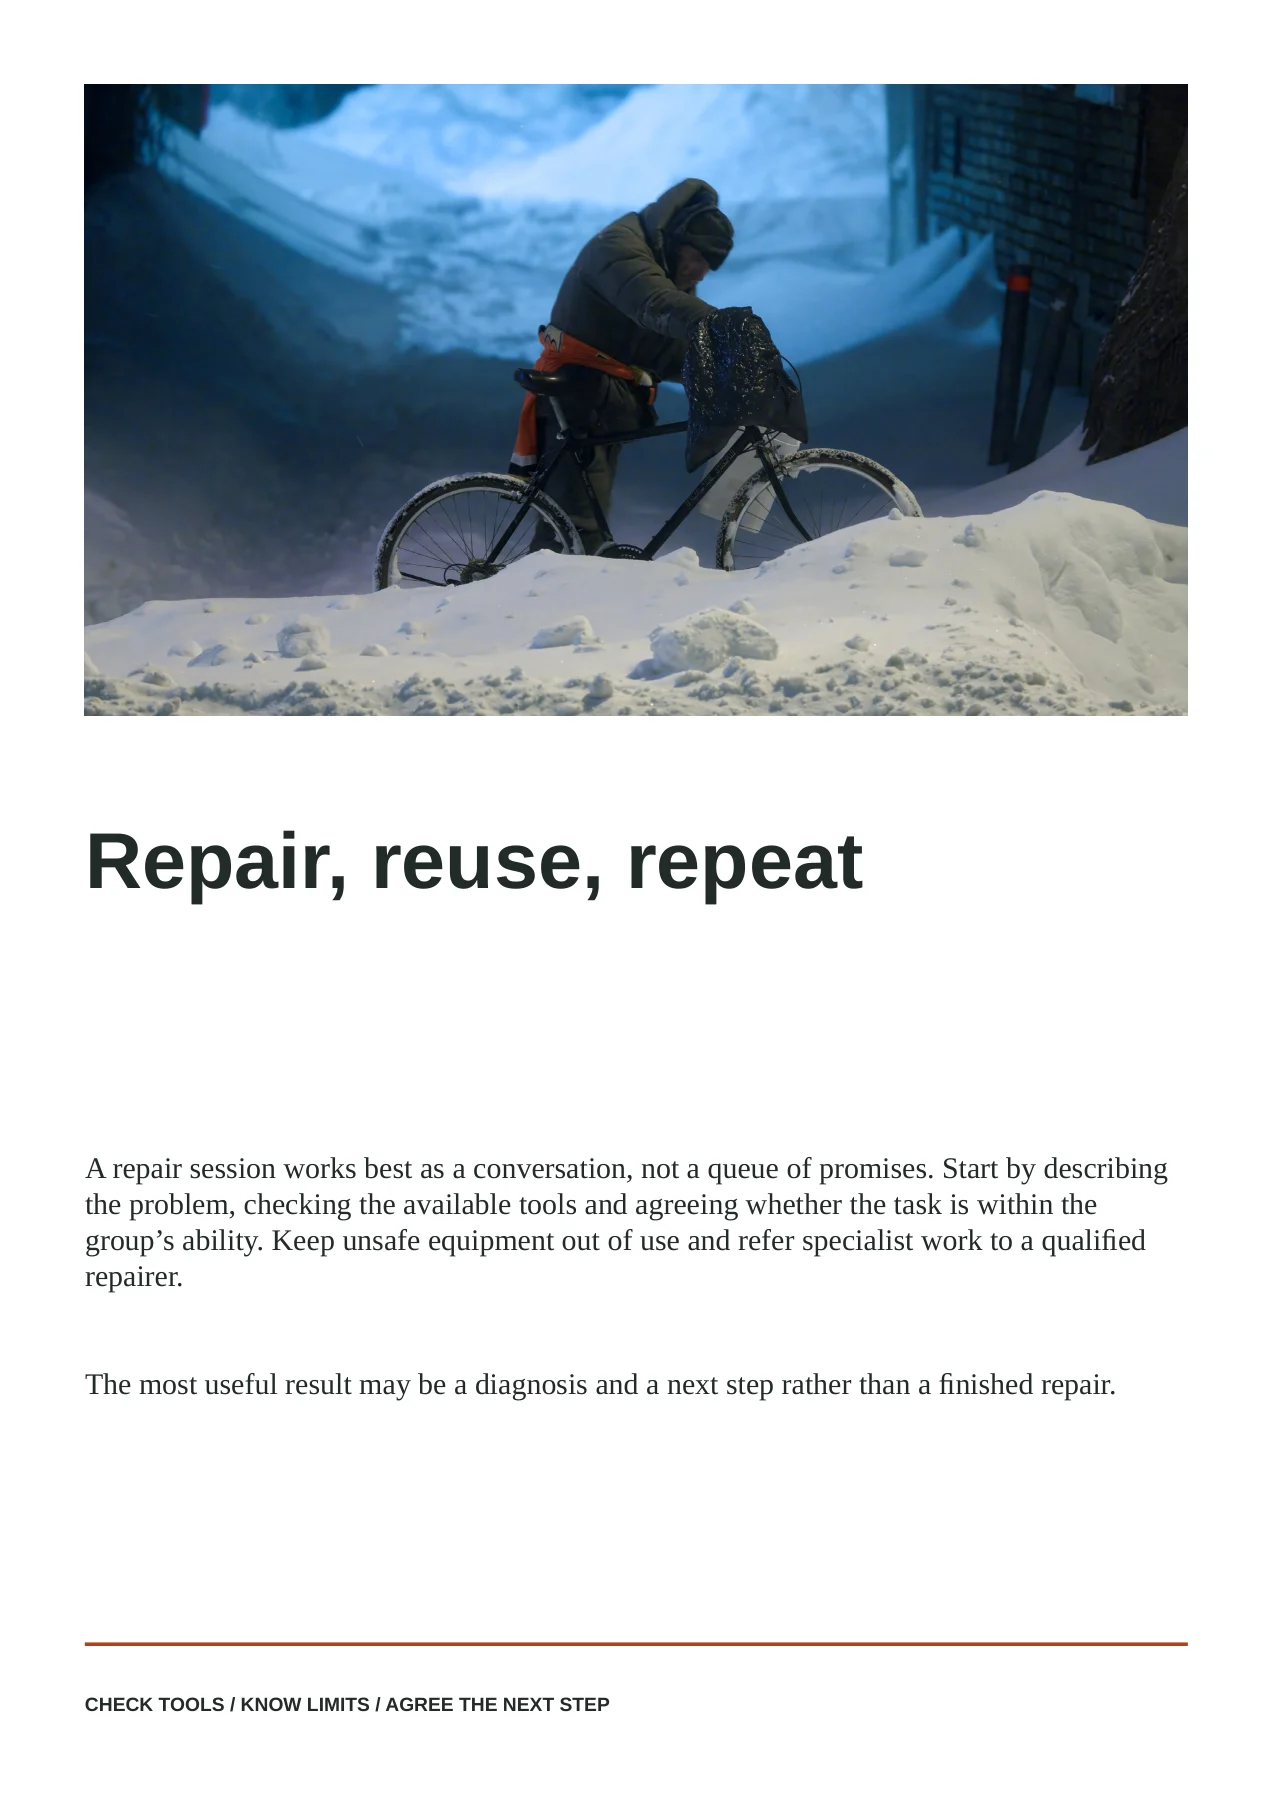 Repair, reuse, repeat
A repair session works best as a conversation, not a queue of promises. Start by describing
the problem, checking the available tools and agreeing whether the task is within the
group’s ability. Keep unsafe equipment out of use and refer specialist work to a qualified
repairer.
The most useful result may be a diagnosis and a next step rather than a finished repair.
CHECK TOOLS / KNOW LIMITS / AGREE THE NEXT STEP